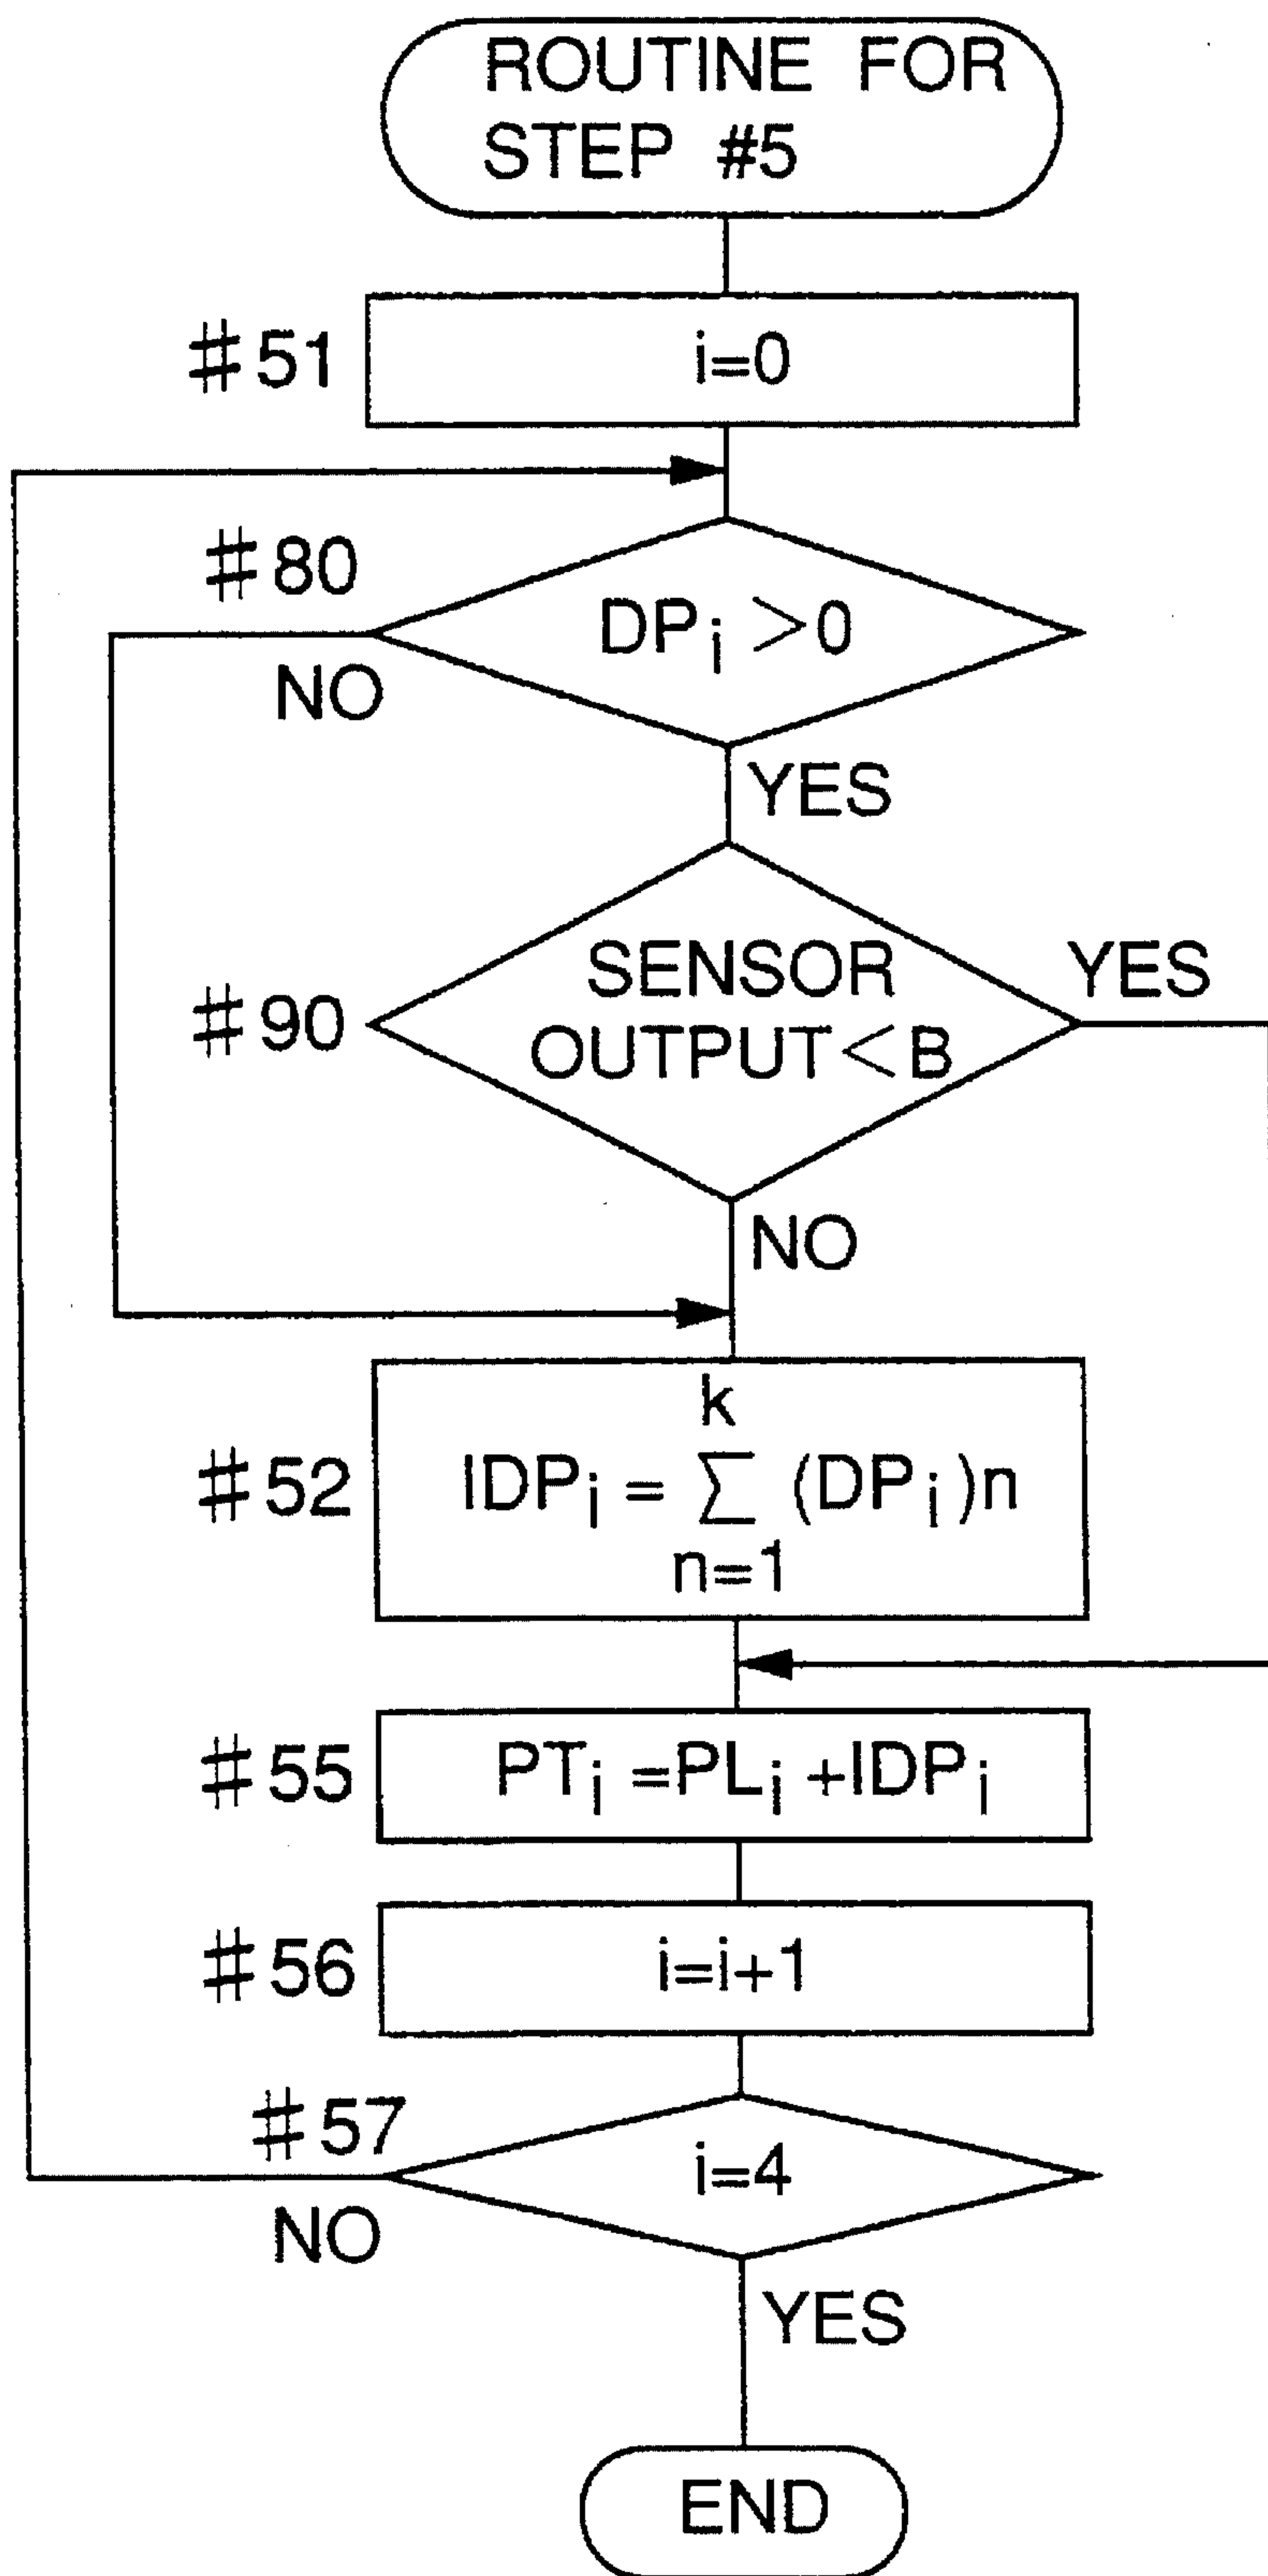 ROUTINE FOR
STEP #5
#51
i=0
#80
DPi >0
NO
YES
#90
SENSOR
OUTPUT<B
YES
NO
#52
k
IDPi = ∑ (DPi)n
n=1
#55
PTi =PLi +IDPi
#56
i=i+1
#57
i=4
NO
YES
END